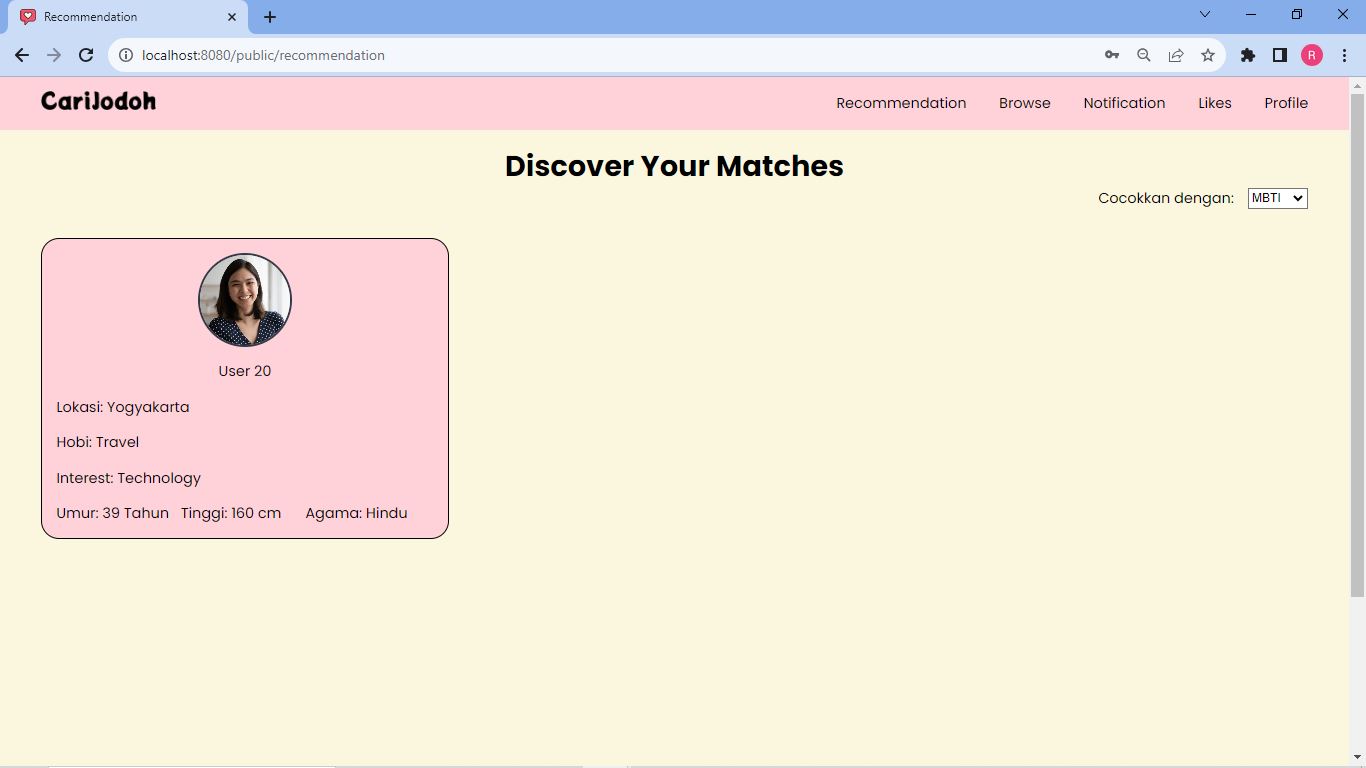 Recommendation
localhost:8080/public/recommendation
R
CariJodoh
Recommendation Browse Notification Likes Profile
Discover Your Matches
Cocokkan dengan: MBTI
User 20
Lokasi: Yogyakarta
Hobi: Travel
Interest: Technology
Umur: 39 Tahun Tinggi: 160 cm Agama: Hindu